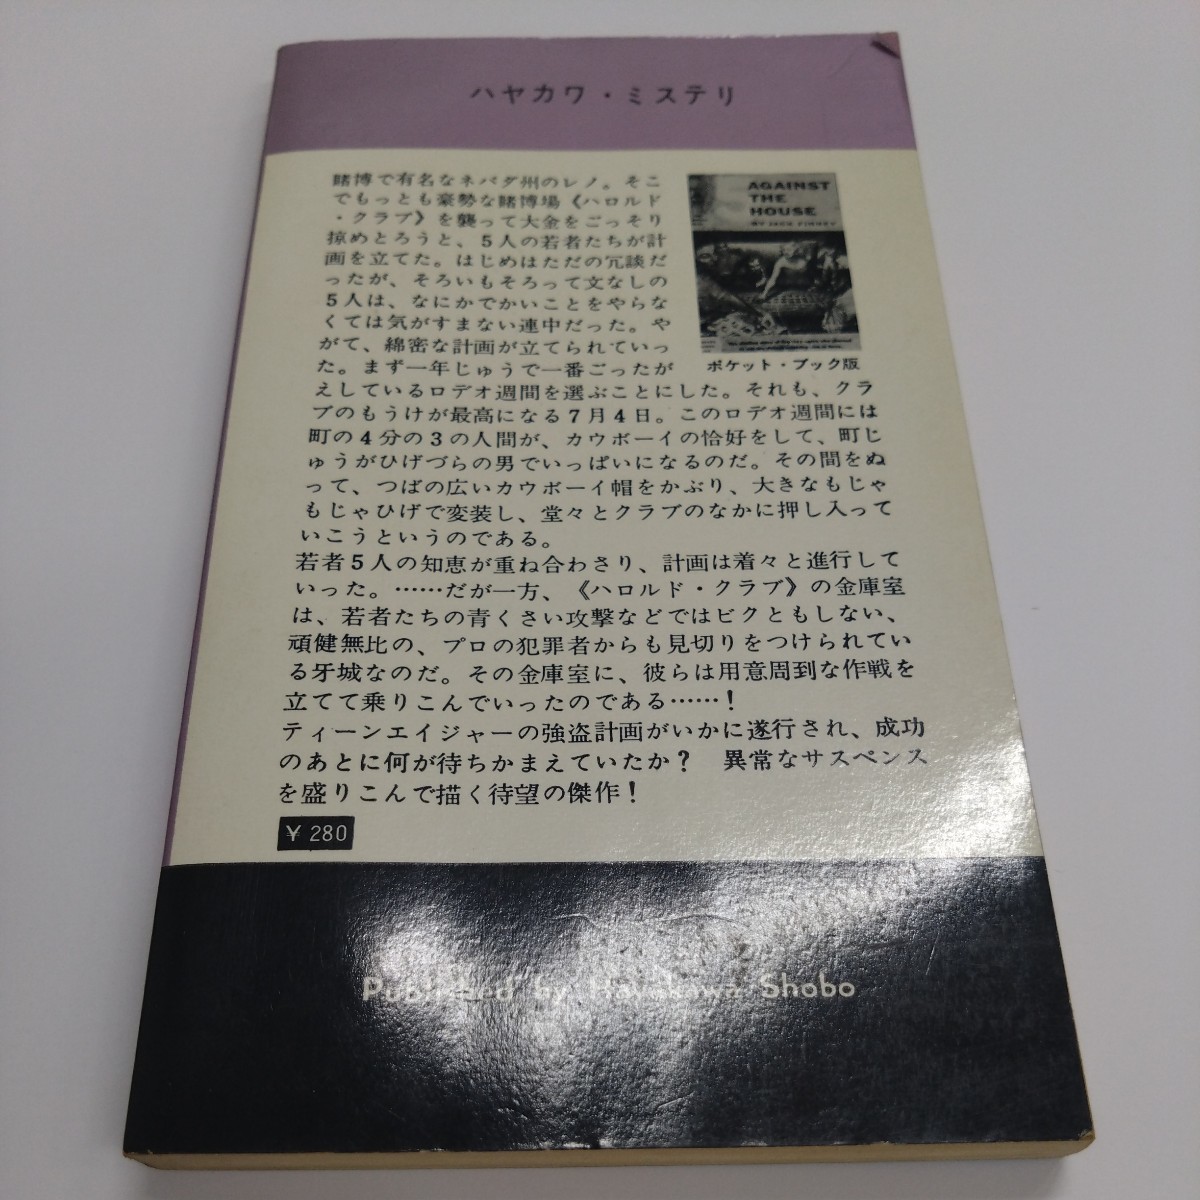 ハヤカワ・ミステリ
賭博で有名なネバダ州のレノ。そこ
でもっとも豪勢な賭博場《ハロルド
・クラブ》を襲って大金をごっそり
掠めとろうと、5人の若者たちが計
画を立てた。はじめはただの冗談だ
ったが、そろいもそろって文なしの
5人は、なにかでかいことをやらな
くては気がすまない連中だった。や
がて、綿密な計画が立てられていっ
た。まず一年じゅうで一番ごったが
えしているロデオ週間を選ぶことにした。それも、クラ
ブのもうけが最高になる7月4日。このロデオ週間には
町の4分の3の人間が、カウボーイの恰好をして、町じ
ゅうがひげづらの男でいっぱいになるのだ。その間をぬ
って、つばの広いカウボーイ帽をかぶり、大きなもじゃ
もじゃひげで変装し、堂々とクラブのなかに押し入って
いこうというのである。
若者5人の知恵が重ね合わさり、計画は着々と進行して
いった。……だが一方、《ハロルド・クラブ》の金庫室
は、若者たちの青くさい攻撃などではビクともしない、
頑健無比の、プロの犯罪者からも見切りをつけられてい
る牙城なのだ。その金庫室に、彼らは用意周到な作戦を
立てて乗りこんでいったのである……！
ティーンエイジャーの強盗計画がいかに遂行され、成功
のあとに何が待ちかまえていたか？　異常なサスペンス
を盛りこんで描く待望の傑作！
AGAINST
THE
HOUSE
BY JACK FINNEY
ポケット・ブック版
¥ 280
Published by Hayakawa Shobo